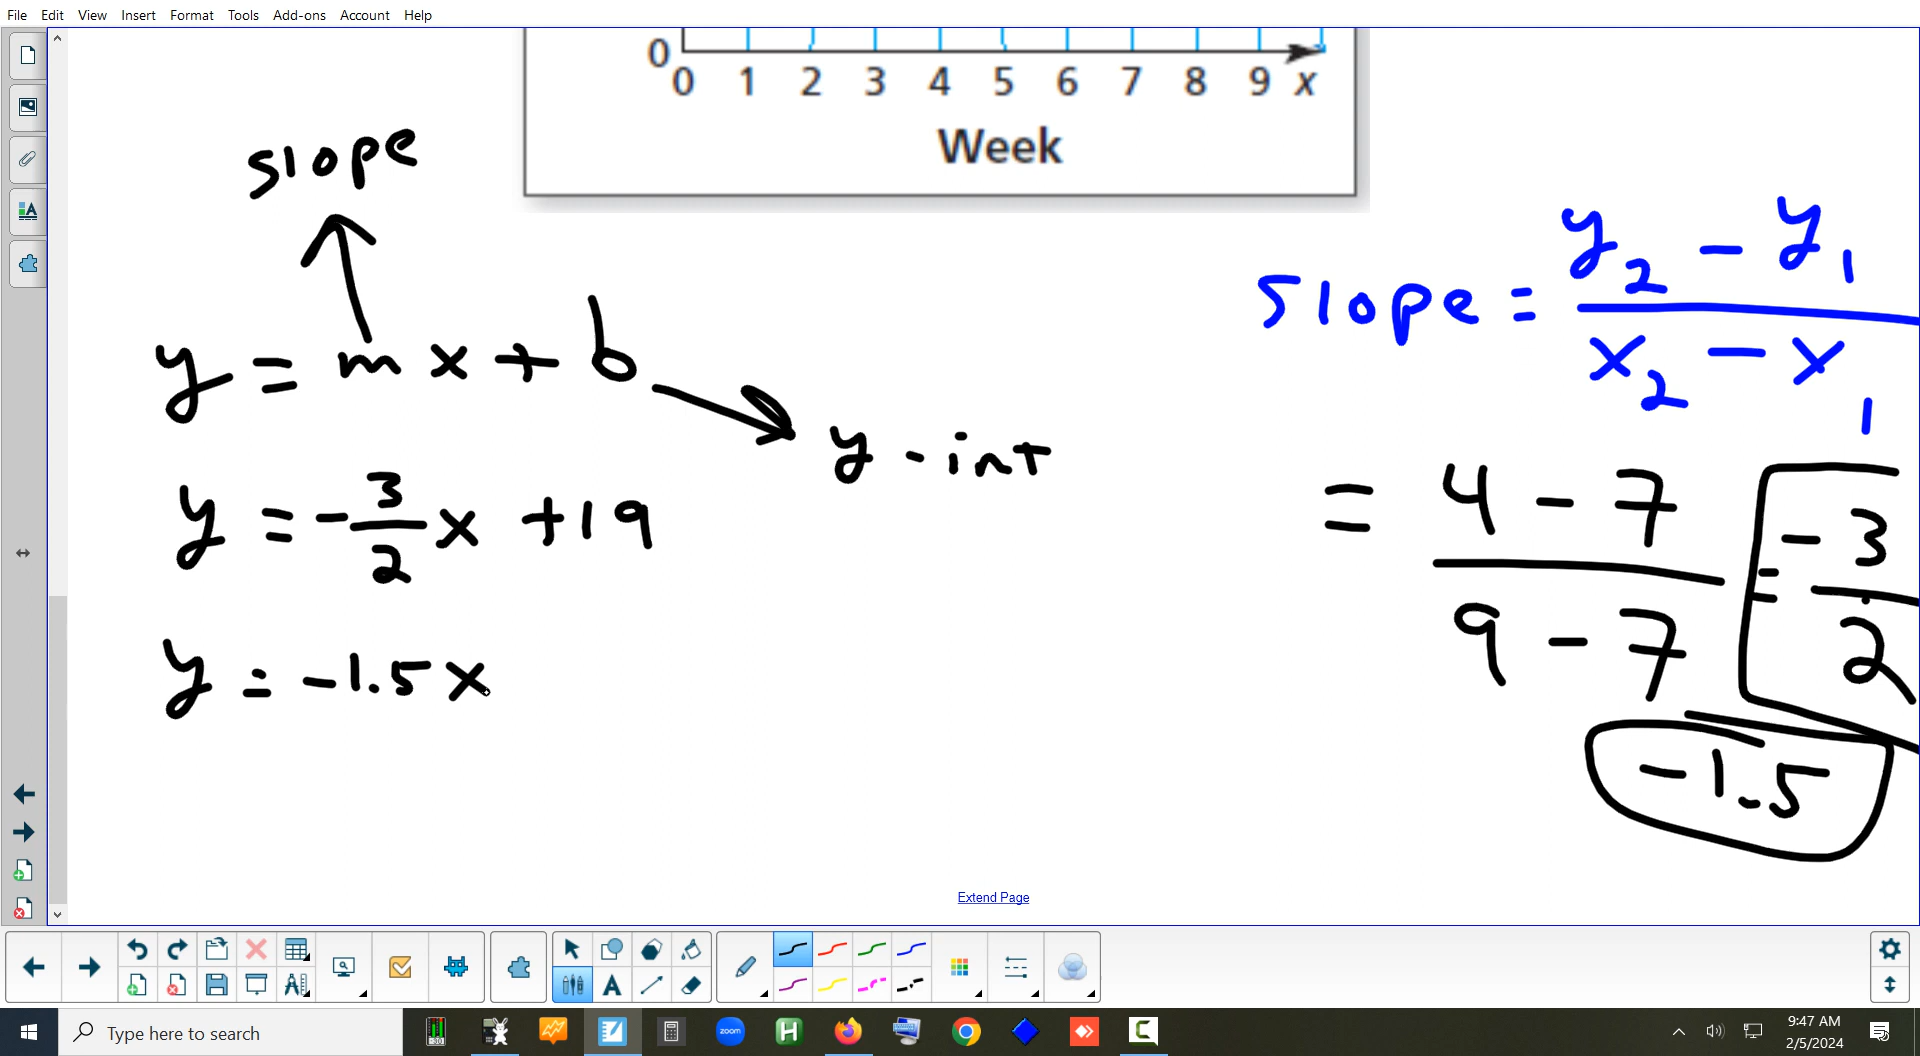 File Edit View Insert Format Tools Add-ons Account Help
0
0 1 2 3 4 5 6 7 8 9 x
Week
slope
y = mx + b
y - int
y = -3/2 x + 19
y = -1.5x
slope = y2 - y1 / x2 - x1
= 4 - 7 / 9 - 7 = -3/2
-1.5
Extend Page
A
Type here to search
zoom
H
9:47 AM
2/5/2024